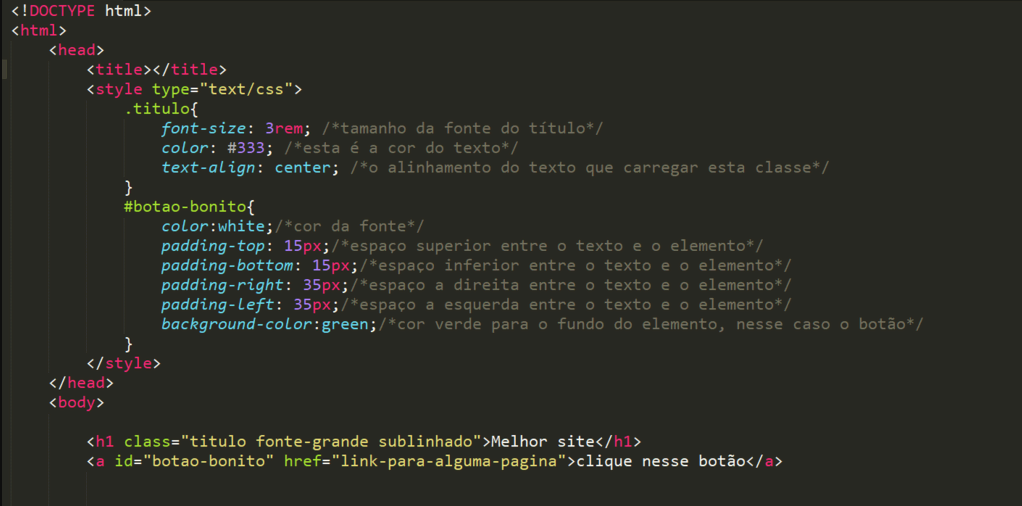 <!DOCTYPE html>
<html>
<head>
<title></title>
<style type="text/css">
.titulo{
font-size: 3rem; /*tamanho da fonte do título*/
color: #333; /*esta é a cor do texto*/
text-align: center; /*o alinhamento do texto que carregar esta classe*/
}
#botao-bonito{
color:white;/*cor da fonte*/
padding-top: 15px;/*espaço superior entre o texto e o elemento*/
padding-bottom: 15px;/*espaço inferior entre o texto e o elemento*/
padding-right: 35px;/*espaço a direita entre o texto e o elemento*/
padding-left: 35px;/*espaço a esquerda entre o texto e o elemento*/
background-color:green;/*cor verde para o fundo do elemento, nesse caso o botão*/
}
</style>
</head>
<body>
<h1 class="titulo fonte-grande sublinhado">Melhor site</h1>
<a id="botao-bonito" href="link-para-alguma-pagina">clique nesse botão</a>